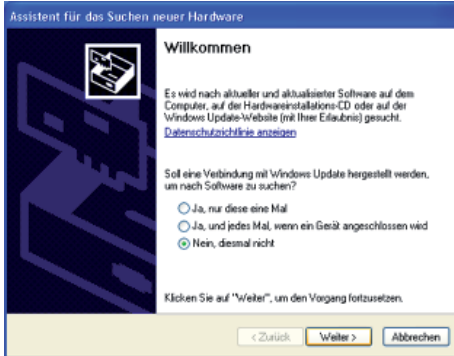 Assistent für das Suchen neuer Hardware
Willkommen
Es wird nach aktueller und aktualisierter Software auf dem
Computer, auf der Hardwareinstallations-CD oder auf der
Windows Update-Website (mit Ihrer Erlaubnis) gesucht.
Datenschutzrichtlinie anzeigen
Soll eine Verbindung mit Windows Update hergestellt werden,
um nach Software zu suchen?
Ja, nur diese eine Mal
Ja, und jedes Mal, wenn ein Gerät angeschlossen wird
Nein, diesmal nicht
Klicken Sie auf "Weiter", um den Vorgang fortzusetzen.
< Zurück Weiter > Abbrechen